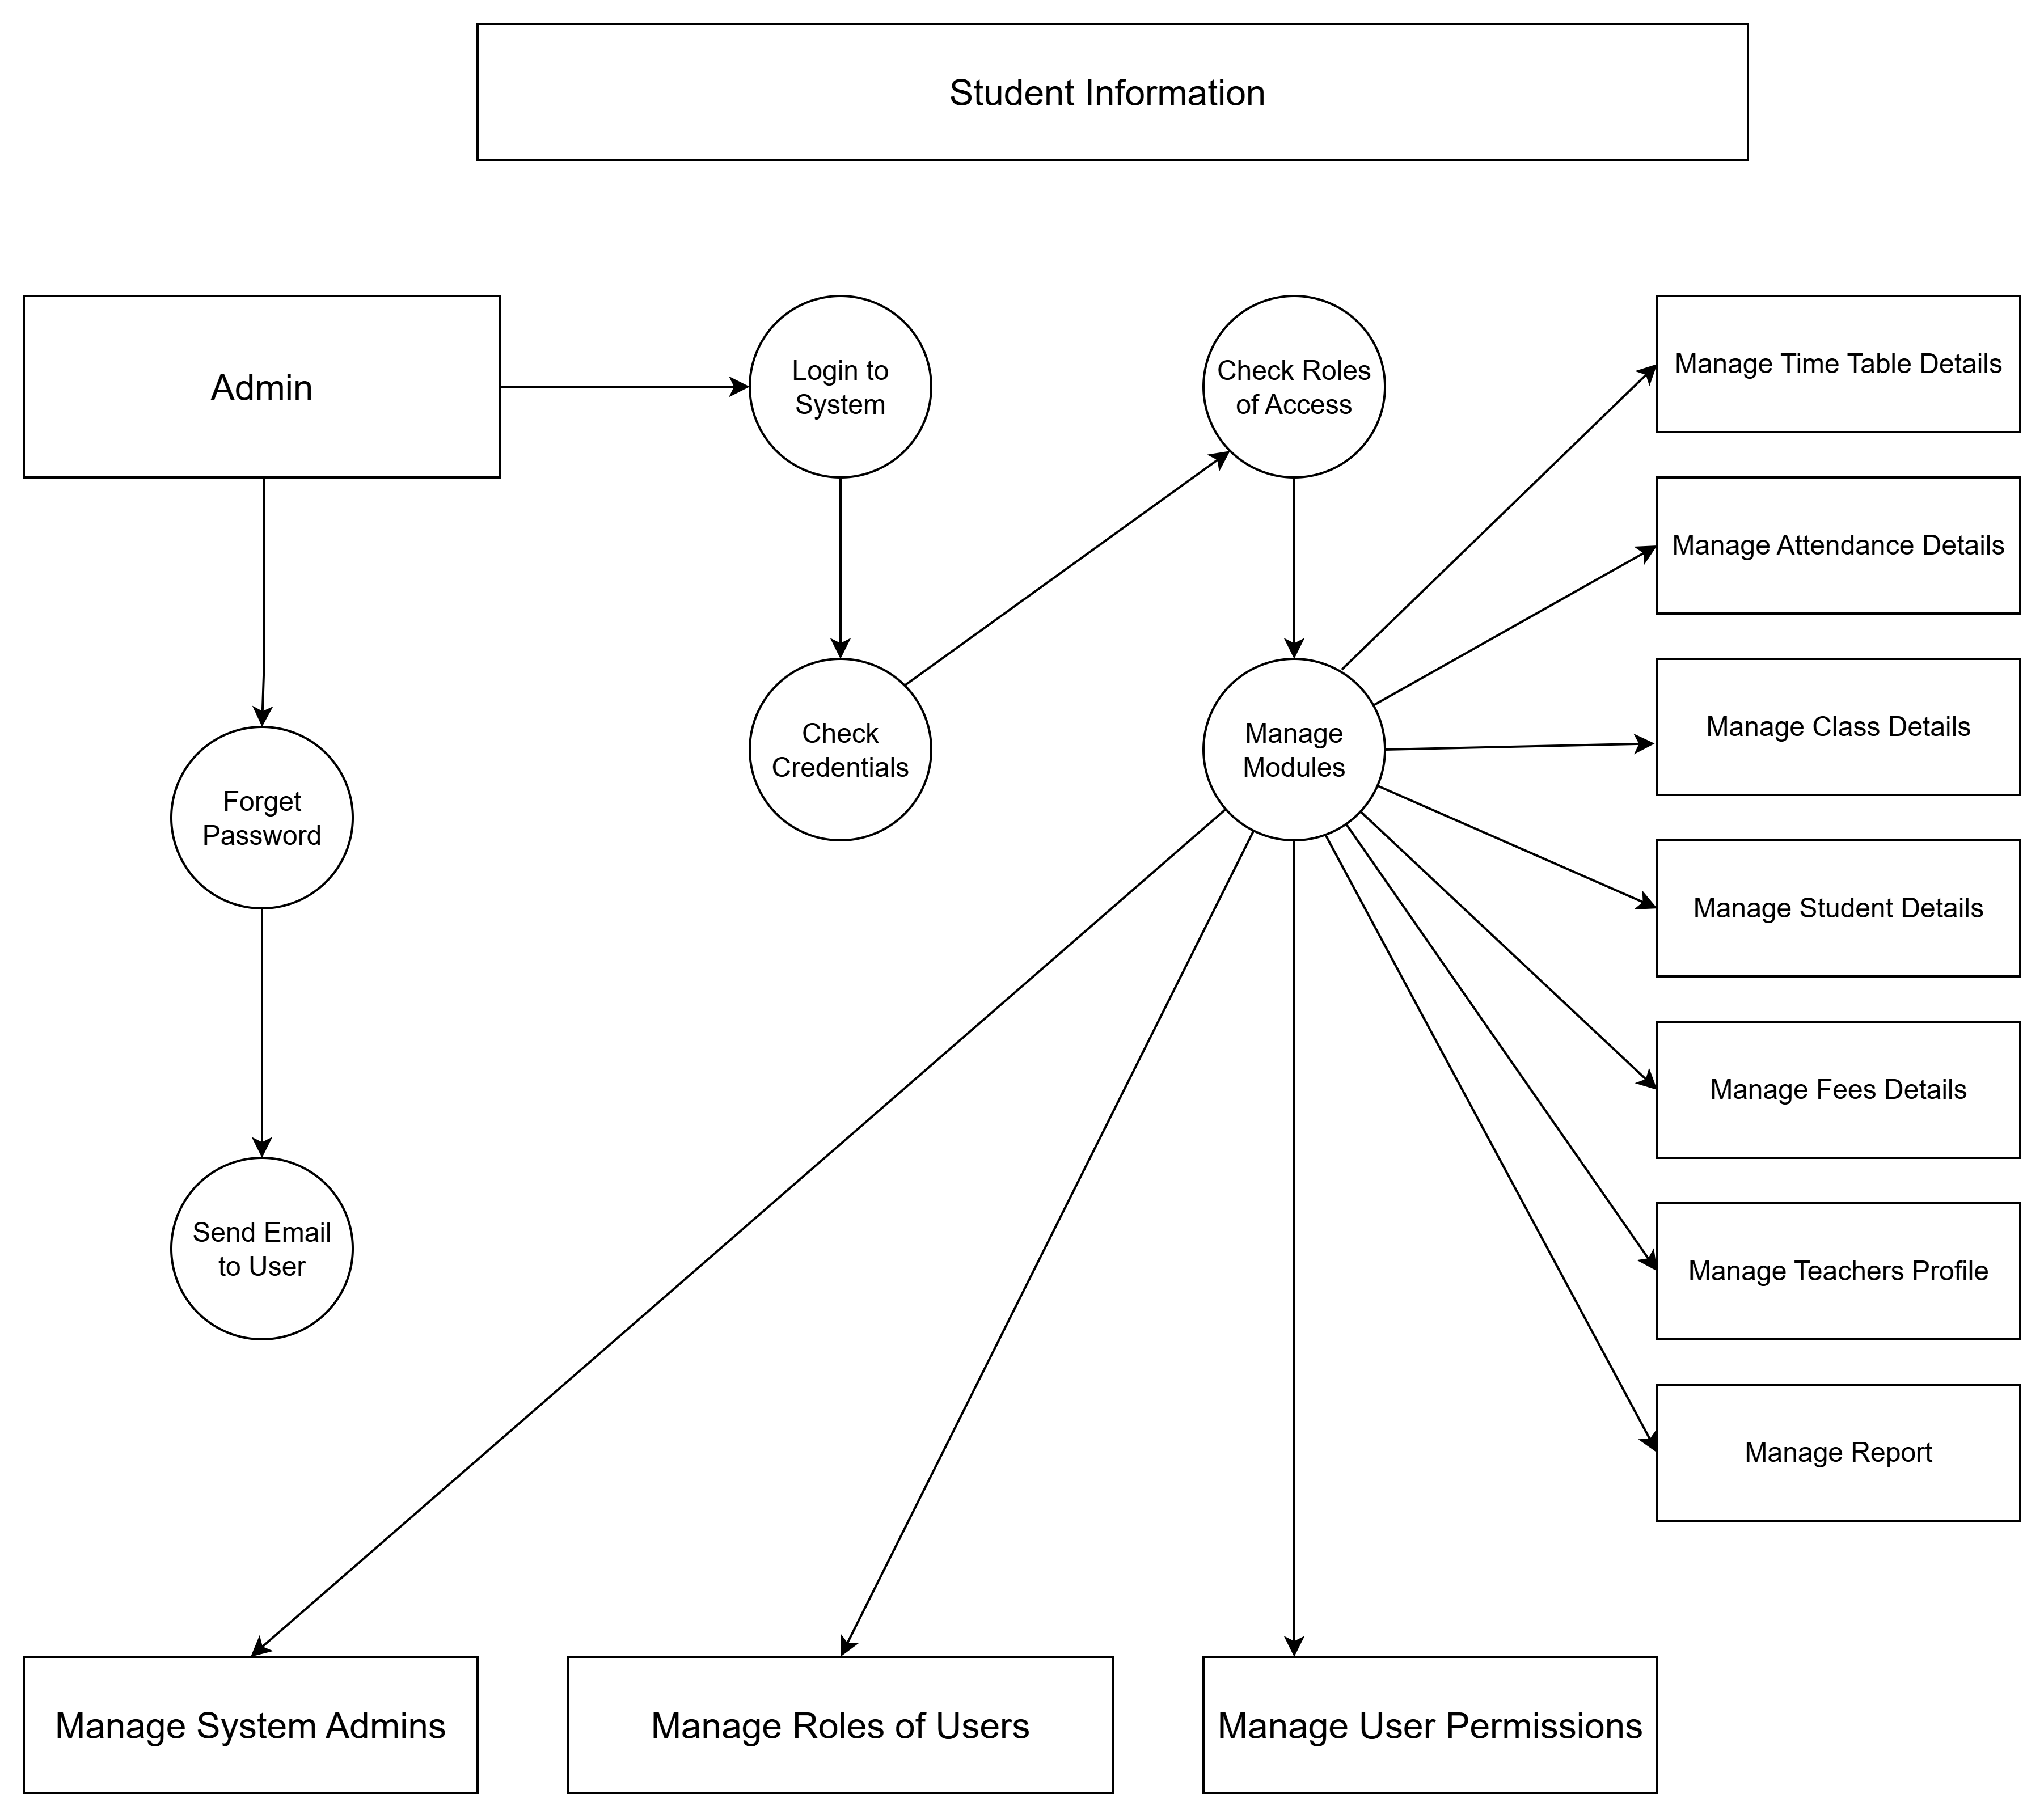 Student Information
Admin
Login to
System
Check Roles
of Access
Manage Time Table Details
Manage Attendance Details
Check
Credentials
Manage
Modules
Manage Class Details
Forget
Password
Manage Student Details
Manage Fees Details
Send Email
to User
Manage Teachers Profile
Manage Report
Manage System Admins
Manage Roles of Users
Manage User Permissions